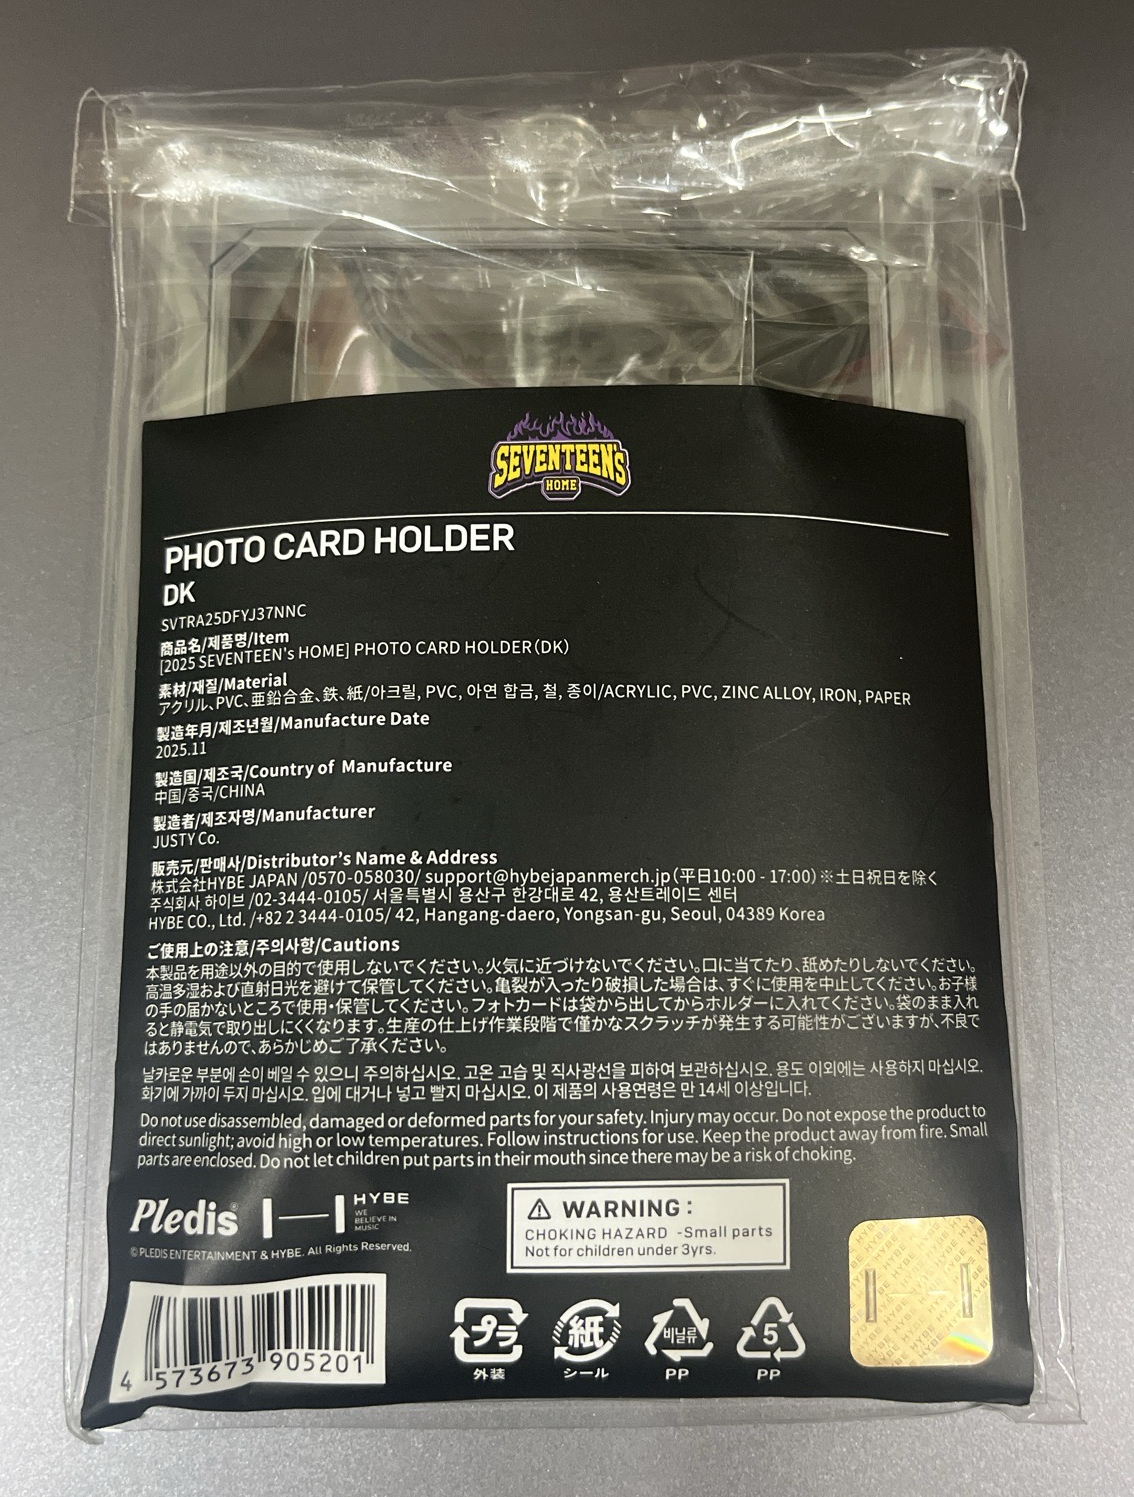 SEVENTEEN'S
HOME
PHOTO CARD HOLDER
DK
SVTRA25DFYJ37NNC
商品名/제품명/Item
[2025 SEVENTEEN's HOME] PHOTO CARD HOLDER(DK)
素材/재질/Material
アクリル、PVC、亜鉛合金、鉄、紙/아크릴, PVC, 아연 합금, 철, 종이/ACRYLIC, PVC, ZINC ALLOY, IRON, PAPER
製造年月/제조년월/Manufacture Date
2025.11
製造国/제조국/Country of Manufacture
中国/중국/CHINA
製造者/제조자명/Manufacturer
JUSTY Co.
販売元/판매사/Distributor's Name & Address
株式会社HYBE JAPAN /0570-058030/ support@hybejapanmerch.jp(平日10:00 - 17:00)※土日祝日を除く
주식회사 하이브 /02-3444-0105/ 서울특별시 용산구 한강대로 42, 용산트레이드 센터
HYBE CO., Ltd. /+82 2 3444-0105/ 42, Hangang-daero, Yongsan-gu, Seoul, 04389 Korea
ご使用上の注意/주의사항/Cautions
本製品を用途以外の目的で使用しないでください。火気に近づけないでください。口に当てたり、舐めたりしないでください。
高温多湿および直射日光を避けて保管してください。亀裂が入ったり破損した場合は、すぐに使用を中止してください。お子様
の手の届かないところで使用・保管してください。フォトカードは袋から出してからホルダーに入れてください。袋のまま入れ
ると静電気で取り出しにくくなります。生産の仕上げ作業段階で僅かなスクラッチが発生する可能性がございますが、不良で
はありませんので、あらかじめご了承ください。
날카로운 부분에 손이 베일 수 있으니 주의하십시오. 고온 고습 및 직사광선을 피하여 보관하십시오. 용도 이외에는 사용하지 마십시오.
화기에 가까이 두지 마십시오. 입에 대거나 넣고 빨지 마십시오. 이 제품의 사용연령은 만 14세 이상입니다.
Do not use disassembled, damaged or deformed parts for your safety. Injury may occur. Do not expose the product to
direct sunlight; avoid high or low temperatures. Follow instructions for use. Keep the product away from fire. Small
parts are enclosed. Do not let children put parts in their mouth since there may be a risk of choking.
Pledis®
HYBE
WE
BELIEVE IN
MUSIC
© PLEDIS ENTERTAINMENT & HYBE. All Rights Reserved.
⚠ WARNING :
CHOKING HAZARD -Small parts
Not for children under 3yrs.
4 573673 905201
プラ
外装
紙
シール
비닐류
PP
5
PP
HYBE HYBE HYBE